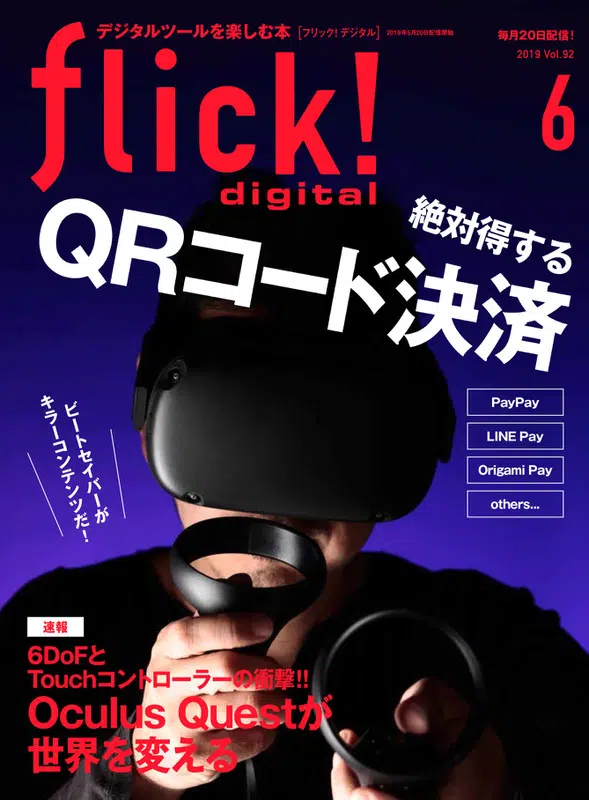 デジタルツールを楽しむ本 [フリック! デジタル] 2019年5月20日配信開始
毎月20日配信!
2019 Vol.92
6
flick!
digital
絶対得する
QRコード決済
PayPay
LINE Pay
Origami Pay
others...
ビートセイバーが
キラーコンテンツだ!
速報
6DoFと
Touchコントローラーの衝撃!!
Oculus Questが
世界を変える